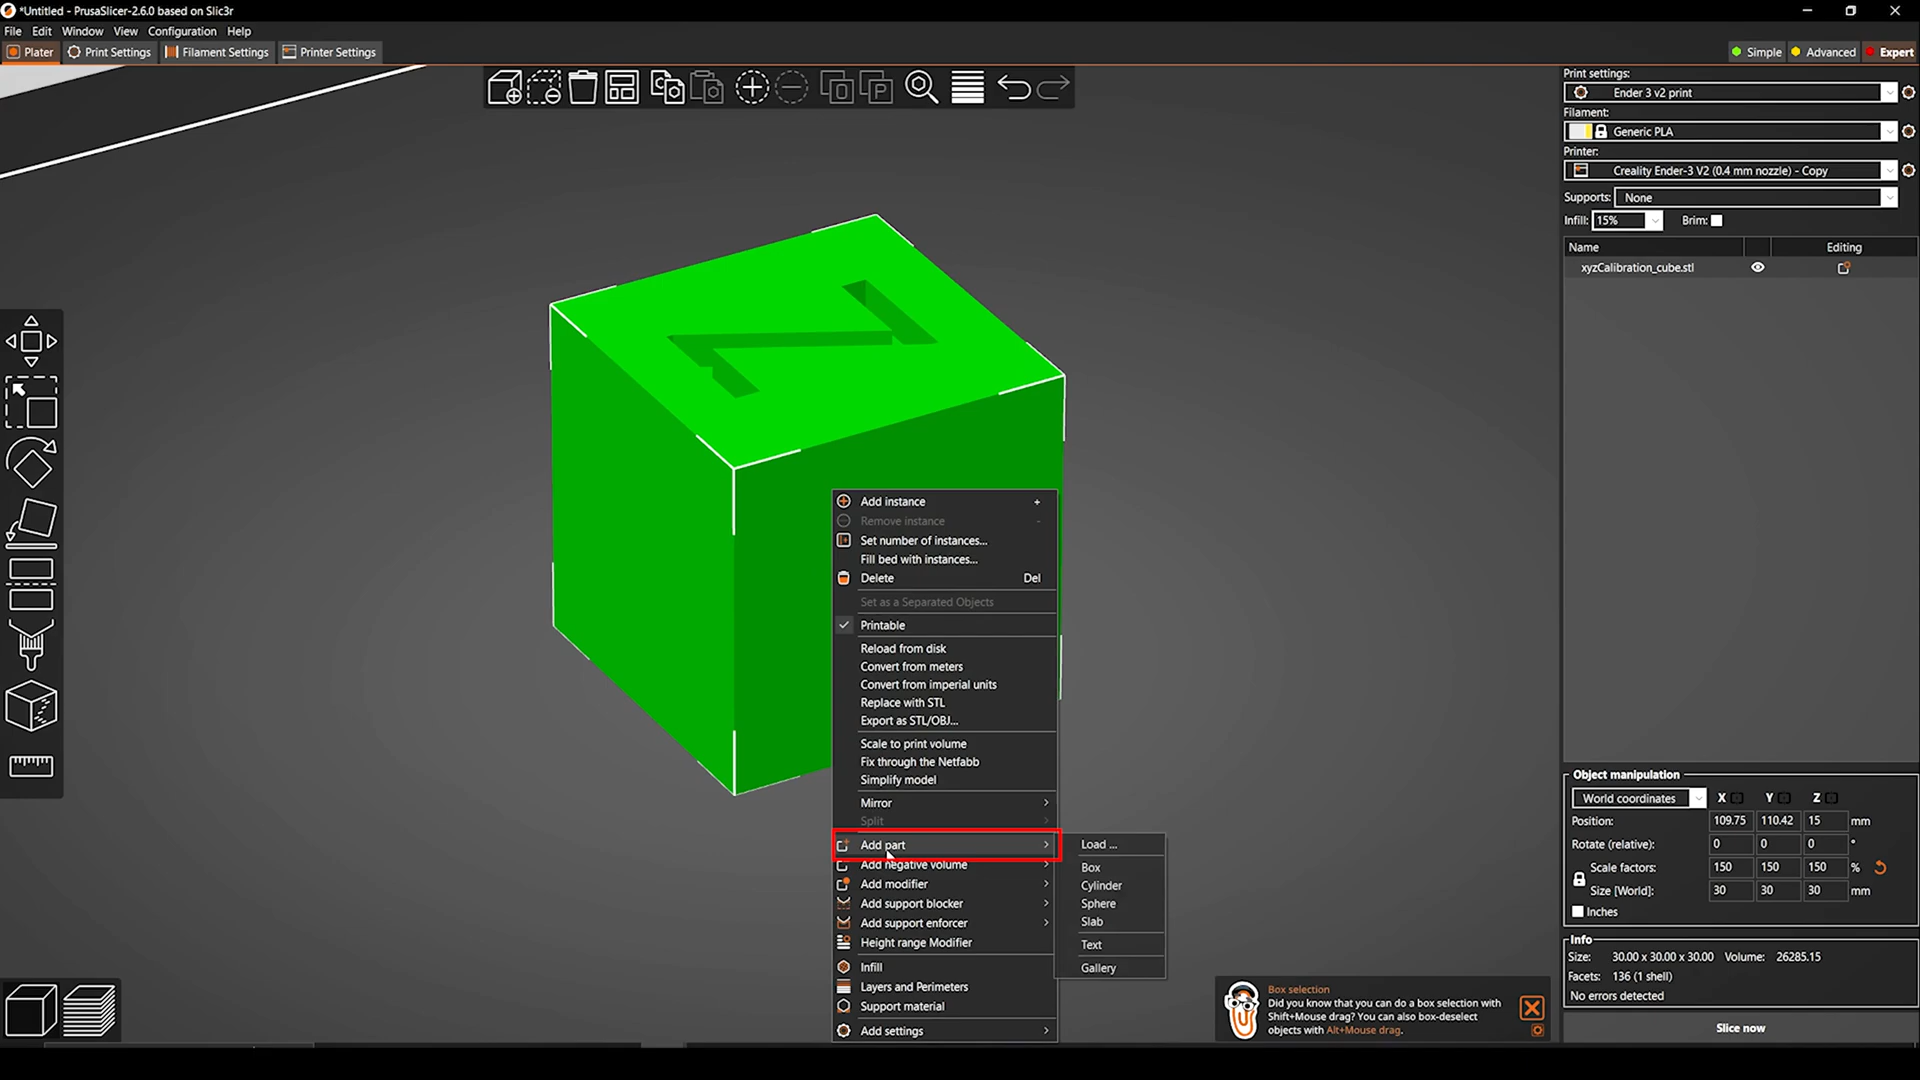 *Untitled - PrusaSlicer-2.6.0 based on Slic3r
File Edit Window View Configuration Help
Plater Print Settings Filament Settings Printer Settings
Simple Advanced Expert
Print settings:
Ender 3 v2 print
Filament:
Generic PLA
Printer:
Creality Ender-3 V2 (0.4 mm nozzle) - Copy
Supports: None
Infill: 15% Brim:
Name Editing
xyzCalibration_cube.stl
Z
Add instance +
Remove instance -
Set number of instances...
Fill bed with instances...
Delete Del
Set as a Separated Objects
Printable
Reload from disk
Convert from meters
Convert from imperial units
Replace with STL
Export as STL/OBJ...
Scale to print volume
Fix through the Netfabb
Simplify model
Mirror
Split
Add part
Add negative volume
Add modifier
Add support blocker
Add support enforcer
Height range Modifier
Infill
Layers and Perimeters
Support material
Add settings
Load ...
Box
Cylinder
Sphere
Slab
Text
Gallery
Box selection
Did you know that you can do a box selection with
Shift+Mouse drag? You can also box-deselect
objects with Alt+Mouse drag.
Object manipulation
World coordinates X Y Z
Position: 109.75 110.42 15 mm
Rotate (relative): 0 0 0 °
Scale factors: 150 150 150 %
Size [World]: 30 30 30 mm
Inches
Info
Size: 30.00 x 30.00 x 30.00 Volume: 26285.15
Facets: 136 (1 shell)
No errors detected
Slice now